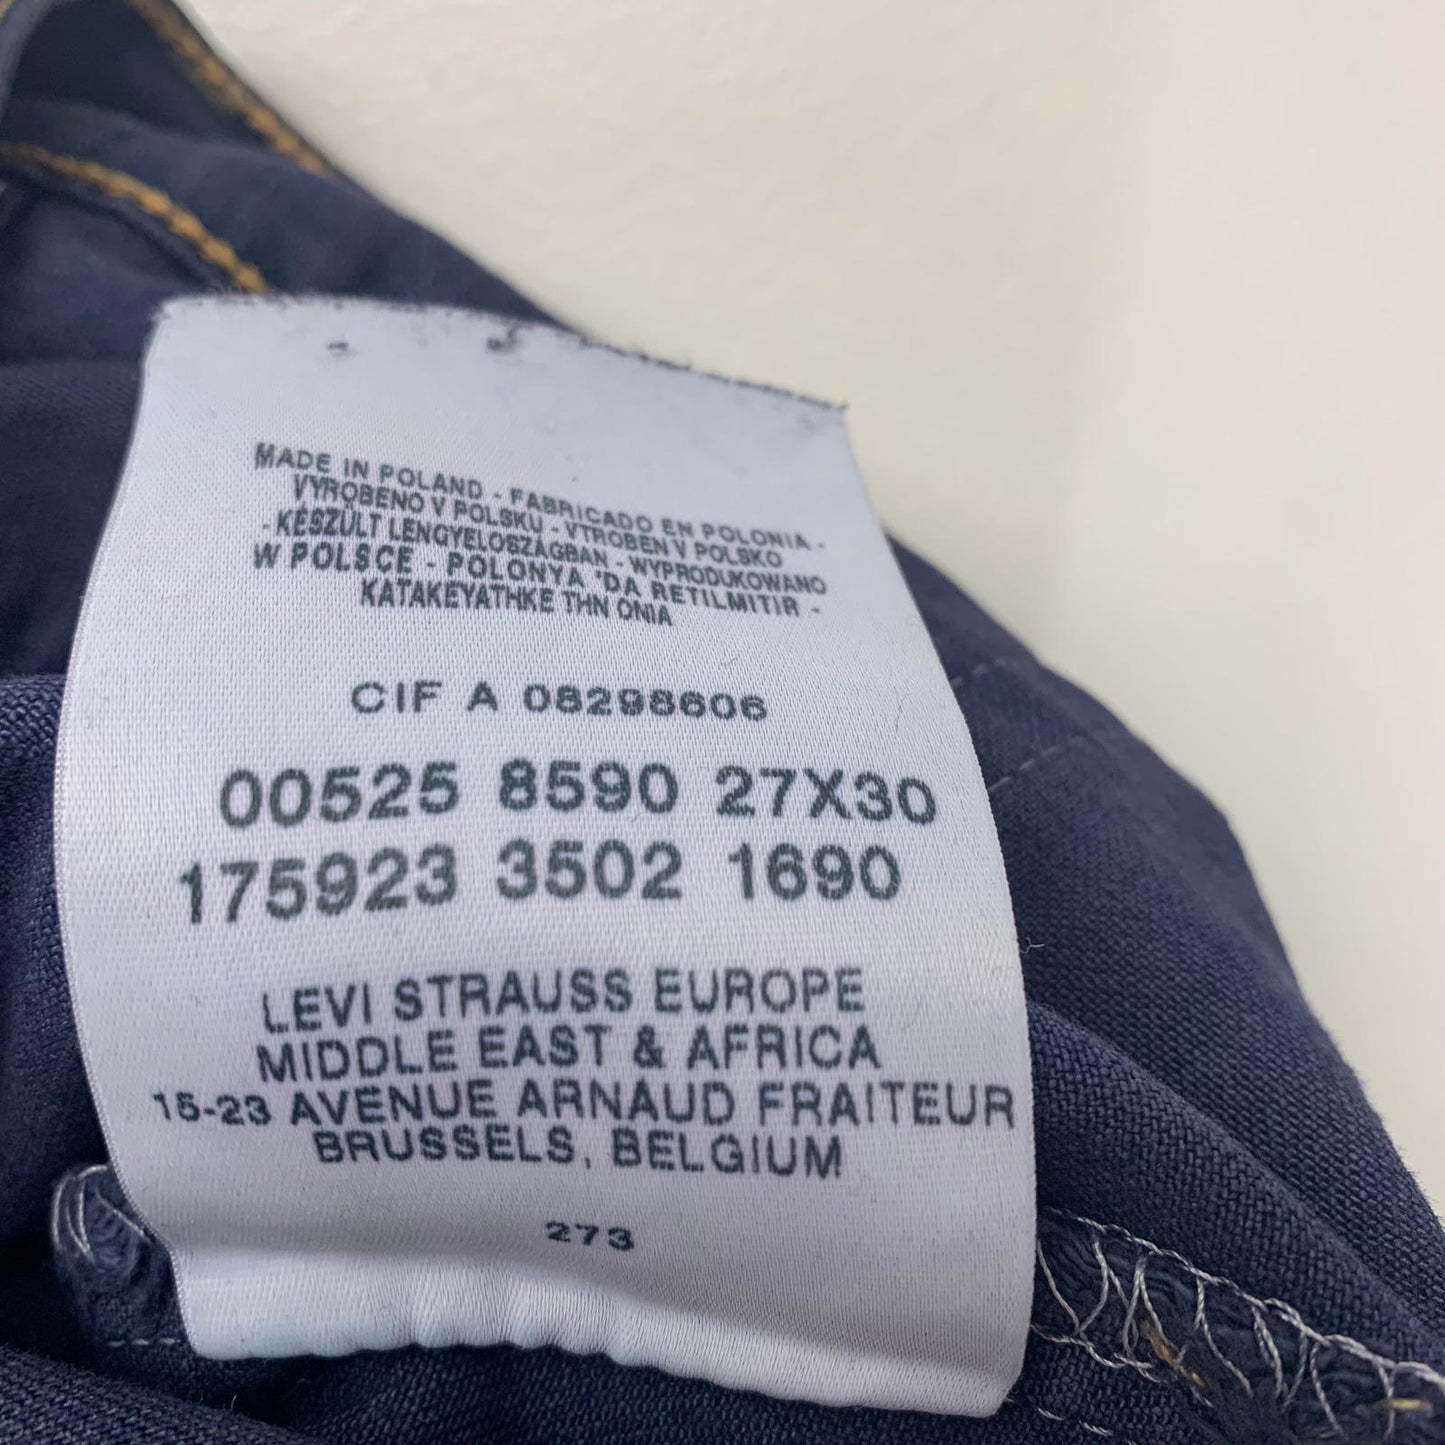 MADE IN POLAND - FABRICADO EN POLONIA -
VYROBENO V POLSKU - VTROBEN V POLSKO
- KÉSZÜLT LENGYELOSZÁGBAN - WYPRODUKOWANO
W POLSCE - POLONYA 'DA RETILMITIR -
KATAKEYATHKE THN ONIA
CIF A 08298606
00525 8590 27X30
175923 3502 1690
LEVI STRAUSS EUROPE
MIDDLE EAST & AFRICA
15-23 AVENUE ARNAUD FRAITEUR
BRUSSELS, BELGIUM
273